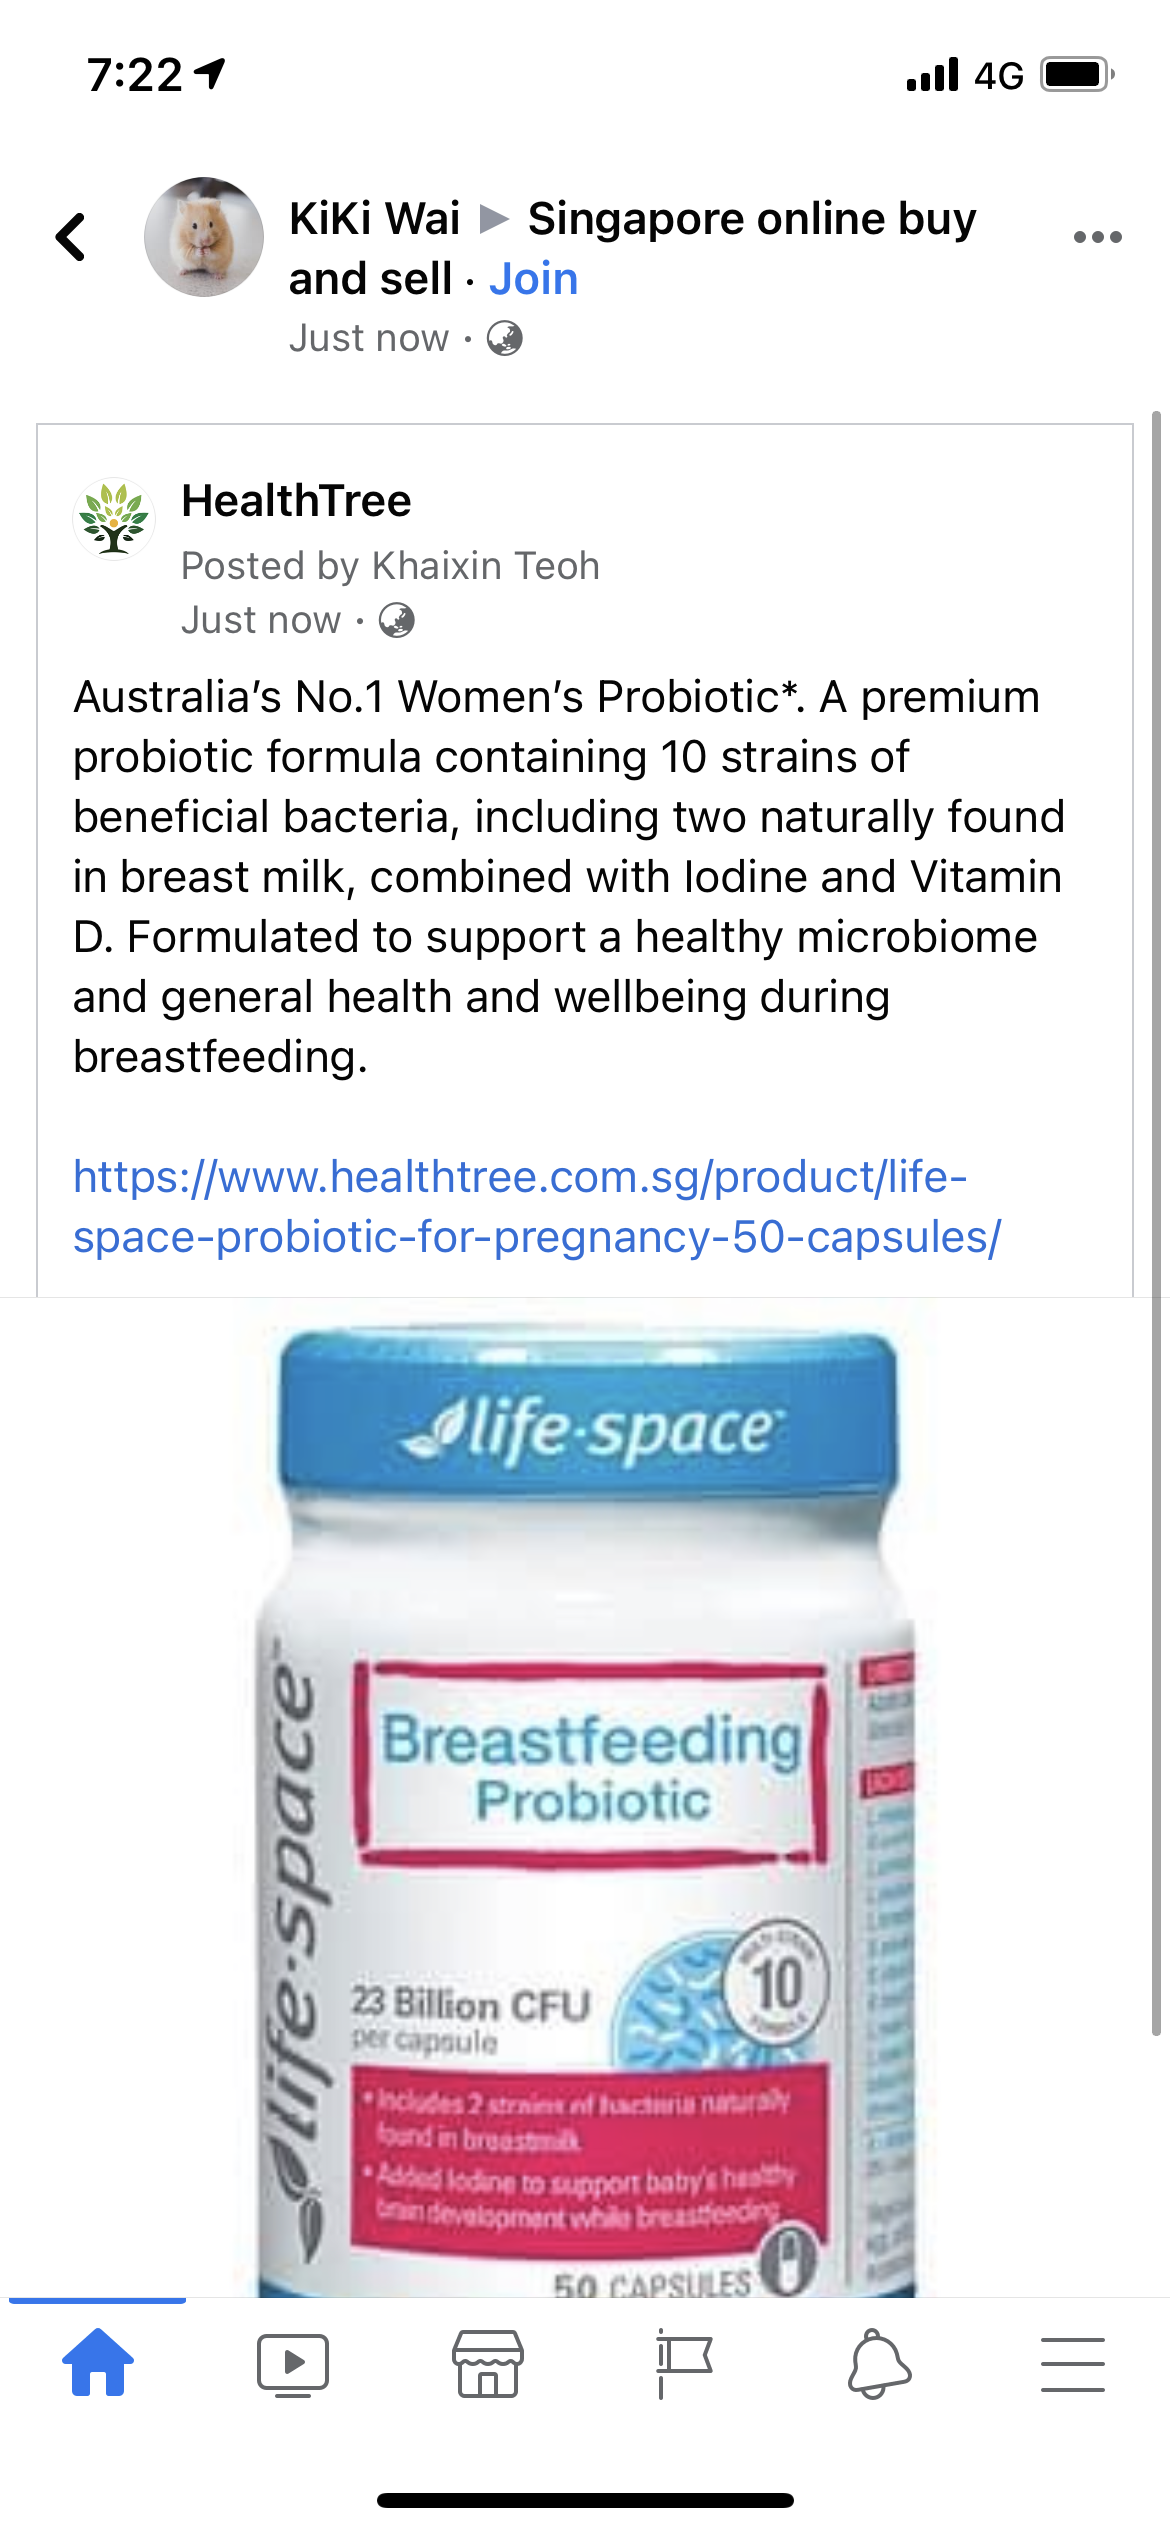 7:22
4G
KiKi Wai ▶ Singapore online buy
and sell · Join
Just now ·
HealthTree
Posted by Khaixin Teoh
Just now ·
Australia's No.1 Women's Probiotic*. A premium
probiotic formula containing 10 strains of
beneficial bacteria, including two naturally found
in breast milk, combined with Iodine and Vitamin
D. Formulated to support a healthy microbiome
and general health and wellbeing during
breastfeeding.
https://www.healthtree.com.sg/product/life-
space-probiotic-for-pregnancy-50-capsules/
life·space
life·space
Breastfeeding
Probiotic
10
23 Billion CFU
per capsule
• Includes 2 strains of bacteria naturally
found in breastmilk
• Added Iodine to support baby's healthy
brain development while breastfeeding
50 CAPSULES